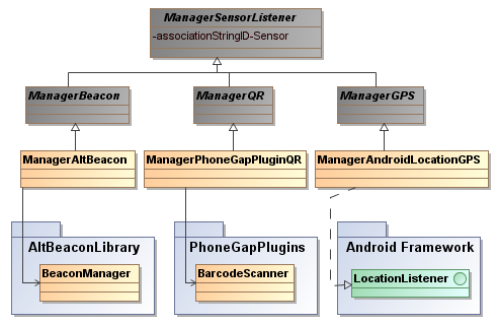 ManagerSensorListener
-associationStringID-Sensor
ManagerBeacon
ManagerQR
ManagerGPS
ManagerAltBeacon
ManagerPhoneGapPluginQR
ManagerAndroidLocationGPS
AltBeaconLibrary
PhoneGapPlugins
Android Framework
BeaconManager
BarcodeScanner
LocationListener